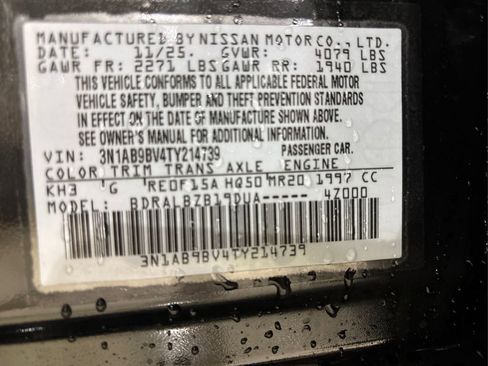 MANUFACTURED BY NISSAN MOTOR CO., LTD.
DATE: 11/25. GVWR: 4079 LBS
GAWR FR: 2271 LBS GAWR RR: 1940 LBS
THIS VEHICLE CONFORMS TO ALL APPLICABLE FEDERAL MOTOR
VEHICLE SAFETY, BUMPER AND THEFT PREVENTION STANDARDS
IN EFFECT ON THE DATE OF MANUFACTURE SHOWN ABOVE.
SEE OWNER'S MANUAL FOR ADDITIONAL INFORMATION.
VIN: 3N1AB9BV4TY214739 PASSENGER CAR.
COLOR TRIM TRANS AXLE ENGINE
KH3 G RE0F15A HQ50 MR20 1997 CC
MODEL: BDRALBZB19DUA----- 4Z000
3N1AB9BV4TY214739